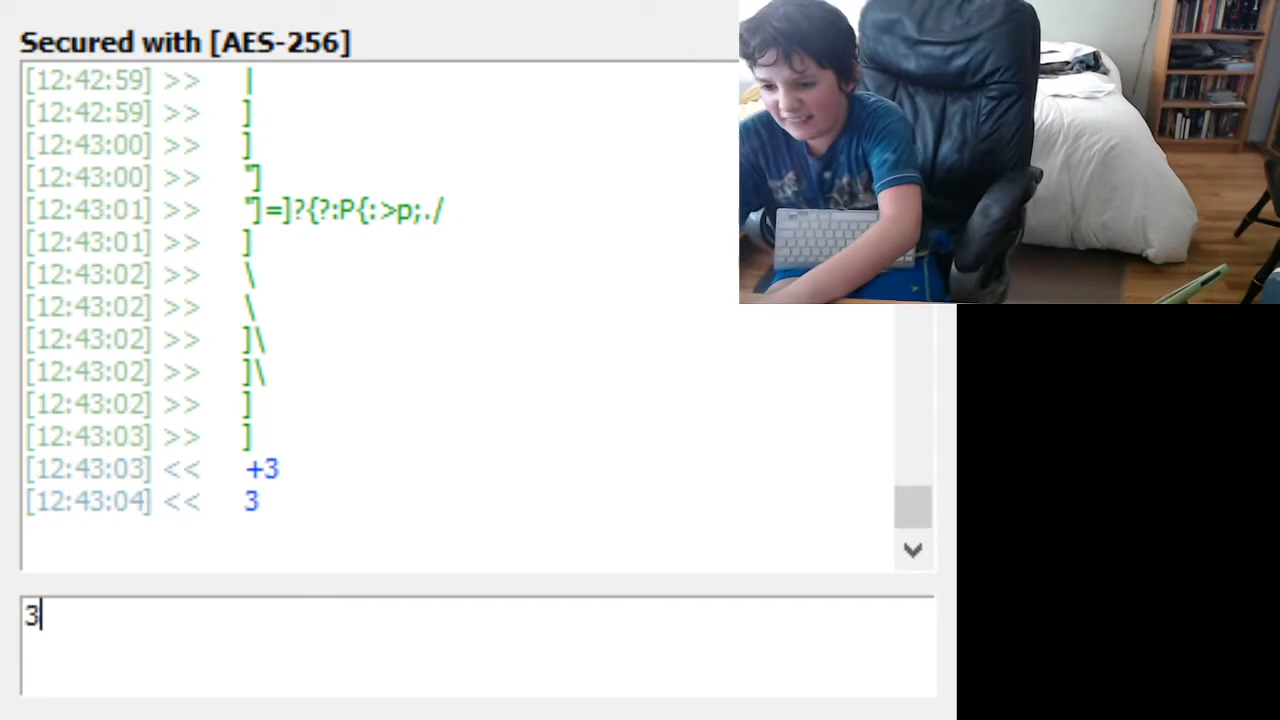 Secured with [AES-256]
[12:42:59] >> |
[12:42:59] >> ]
[12:43:00] >> ]
[12:43:00] >> "]
[12:43:01] >> "]=]?{?:P{:>p;./
[12:43:01] >> ]
[12:43:02] >> \
[12:43:02] >> \
[12:43:02] >> ]\
[12:43:02] >> ]\
[12:43:02] >> ]
[12:43:03] >> ]
[12:43:03] << +3
[12:43:04] << 3
3